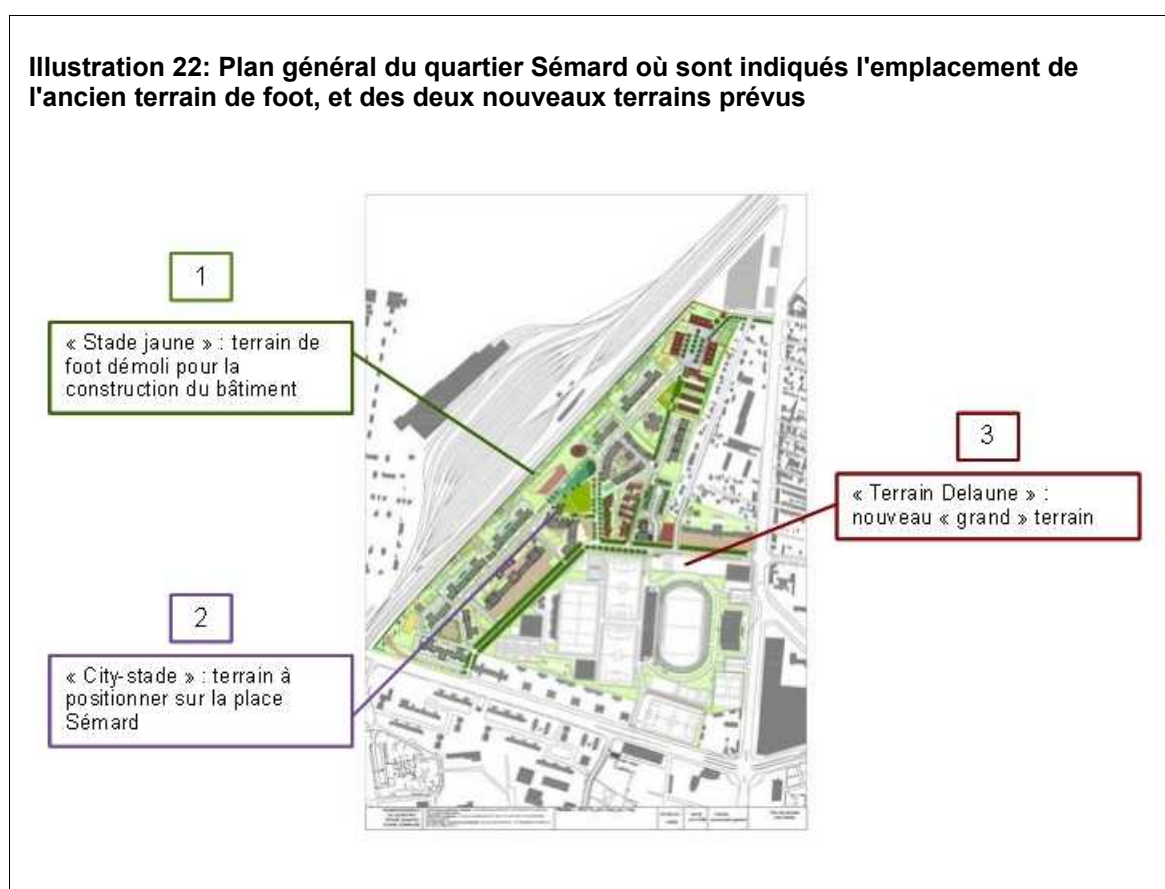 Illustration 22: Plan général du quartier Sémard où sont indiqués l'emplacement de
l'ancien terrain de foot, et des deux nouveaux terrains prévus
1
« Stade jaune » : terrain de
foot démoli pour la
construction du bâtiment
3
« Terrain Delaune » :
nouveau « grand » terrain
2
« City-stade » : terrain à
positionner sur la place
Sémard